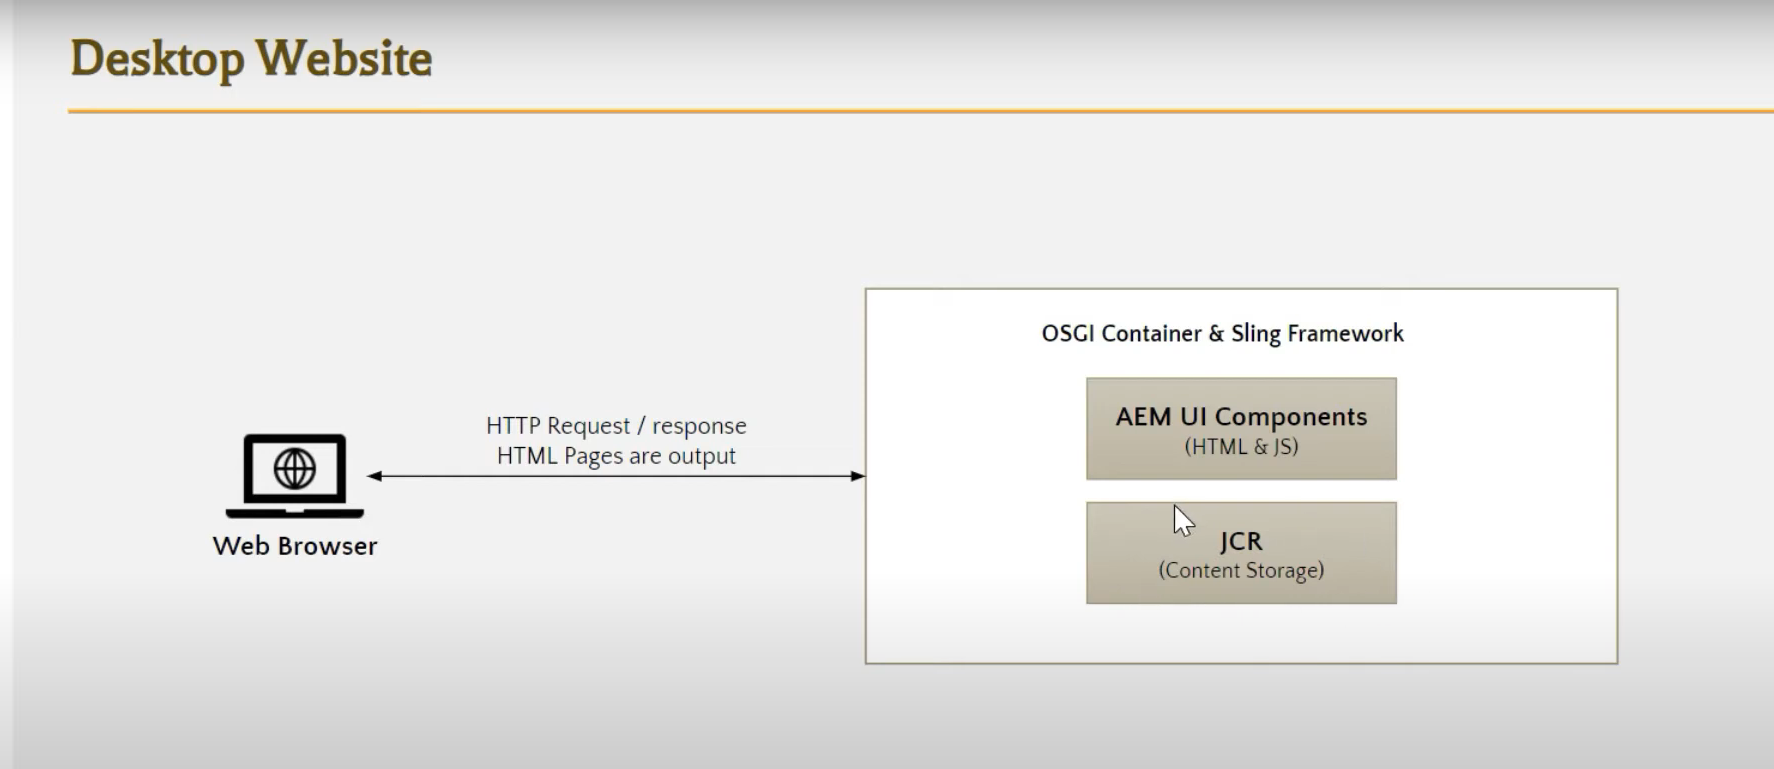 Desktop Website
OSGI Container & Sling Framework
AEM UI Components
(HTML & JS)
HTTP Request / response
HTML Pages are output
JCR
(Content Storage)
Web Browser